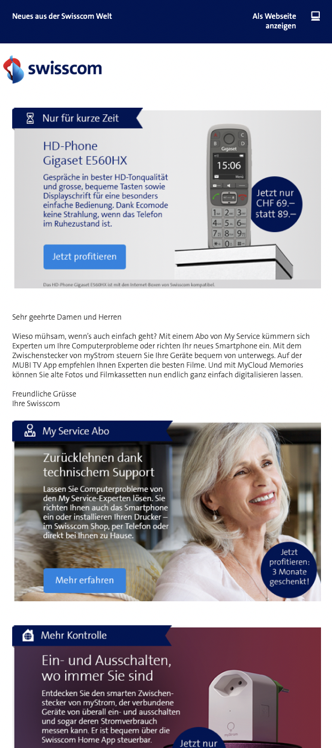 Neues aus der Swisscom Welt
Als Webseite
anzeigen
swisscom
Nur für kurze Zeit
HD-Phone
Gigaset E560HX
Gespräche in bester HD-Tonqualität
und grosse, bequeme Tasten sowie
Displayschrift für eine besonders
einfache Bedienung. Dank Ecomode
keine Strahlung, wenn das Telefon
im Ruhezustand ist.
Jetzt profitieren
Gigaset
15:06
Jetzt nur
CHF 69.–
statt 89.–
Das HD-Phone Gigaset E560HX ist mit den Internet-Boxen von Swisscom kompatibel.
Sehr geehrte Damen und Herren
Wieso mühsam, wenn's auch einfach geht? Mit einem Abo von My Service kümmern sich
Experten um Ihre Computerprobleme oder richten Ihr neues Smartphone ein. Mit dem
Zwischenstecker von myStrom steuern Sie Ihre Geräte bequem von unterwegs. Auf der
MUBI TV App empfehlen Ihnen Experten die besten Filme. Und mit MyCloud Memories
können Sie alte Fotos und Filmkassetten nun endlich ganz einfach digitalisieren lassen.
Freundliche Grüsse
Ihre Swisscom
My Service Abo
Zurücklehnen dank
technischem Support
Lassen Sie Computerprobleme von
den My Service-Experten lösen. Sie
richten Ihnen auch das Smartphone
ein oder installieren Ihren Drucker –
im Swisscom Shop, per Telefon oder
direkt bei Ihnen zu Hause.
Mehr erfahren
Jetzt
profitieren:
3 Monate
geschenkt!
Mehr Kontrolle
Ein- und Ausschalten,
wo immer Sie sind
Entdecken Sie den smarten Zwischen-
stecker von myStrom, der verbundene
Geräte von überall ein- und ausschalten
und sogar deren Stromverbrauch
messen kann. Er ist bequem über die
Swisscom Home App steuerbar.
Jetzt nur